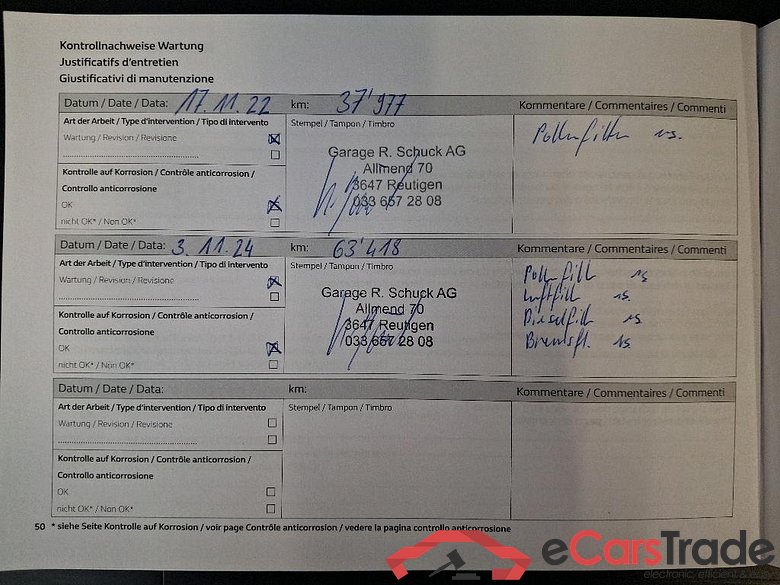 Kontrollnachweise Wartung
Justificatifs d'entretien
Giustificativi di manutenzione
Datum / Date / Data: 17.11.22 km: 37'977 Kommentare / Commentaires / Commenti
Art der Arbeit / Type d'intervention / Tipo di intervento Stempel / Tampon / Timbro
Wartung / Revision / Revisione
Pollenfilter
Garage R. Schuck AG
Allmend 70
3647 Reutigen
033 657 28 08
Kontrolle auf Korrosion / Contrôle anticorrosion /
Controllo anticorrosione
OK
nicht OK* / Non OK*
Datum / Date / Data: 3.11.24 km: 63'418 Kommentare / Commentaires / Commenti
Art der Arbeit / Type d'intervention / Tipo di intervento Stempel / Tampon / Timbro
Wartung / Revision / Revisione
Garage R. Schuck AG
Allmend 70
3647 Reutigen
033 657 28 08
Kontrolle auf Korrosion / Contrôle anticorrosion /
Controllo anticorrosione
OK
nicht OK* / Non OK*
Datum / Date / Data: km: Kommentare / Commentaires / Commenti
Art der Arbeit / Type d'intervention / Tipo di intervento Stempel / Tampon / Timbro
Wartung / Revision / Revisione
Kontrolle auf Korrosion / Contrôle anticorrosion /
Controllo anticorrosione
OK
nicht OK* / Non OK*
50 * siehe Seite Kontrolle auf Korrosion / voir page Contrôle anticorrosion / vedere la pagina controllo anticorrosione
eCarsTrade